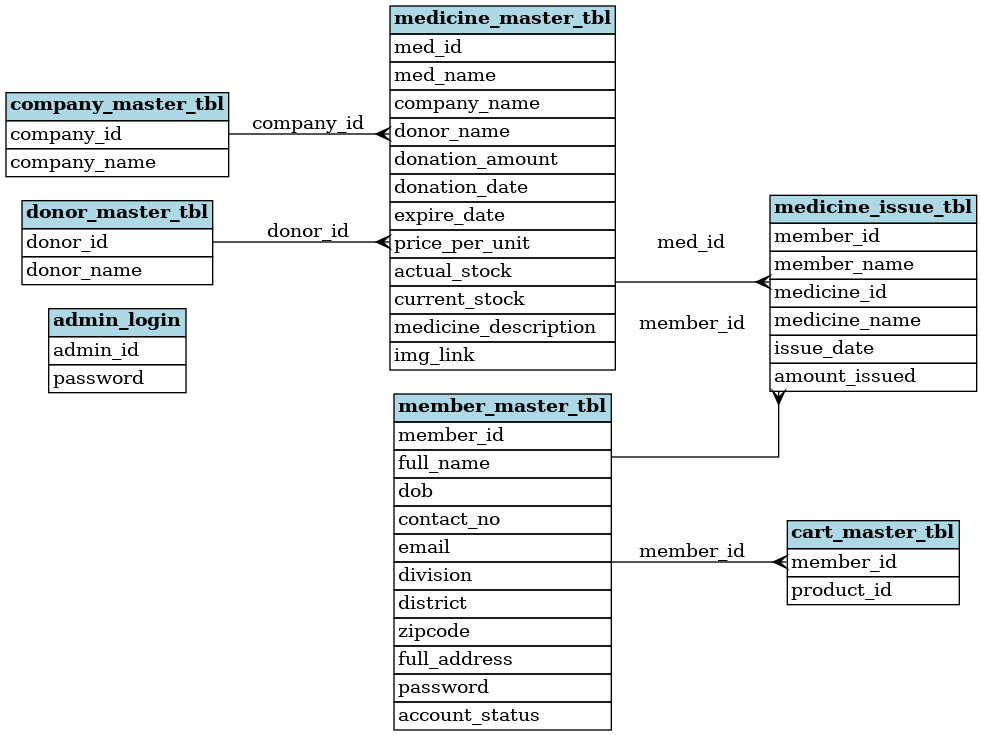 medicine_master_tbl
med_id
med_name
company_name
donor_name
donation_amount
donation_date
expire_date
price_per_unit
actual_stock
current_stock
medicine_description
img_link
company_master_tbl
company_id
company_name
company_id
donor_master_tbl
donor_id
donor_name
donor_id
admin_login
admin_id
password
med_id
member_id
medicine_issue_tbl
member_id
member_name
medicine_id
medicine_name
issue_date
amount_issued
member_master_tbl
member_id
full_name
dob
contact_no
email
division
district
zipcode
full_address
password
account_status
member_id
cart_master_tbl
member_id
product_id